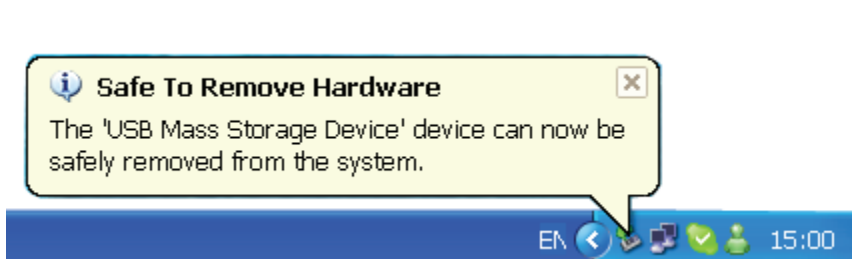 Safe To Remove Hardware
The 'USB Mass Storage Device' device can now be
safely removed from the system.
EN 15:00